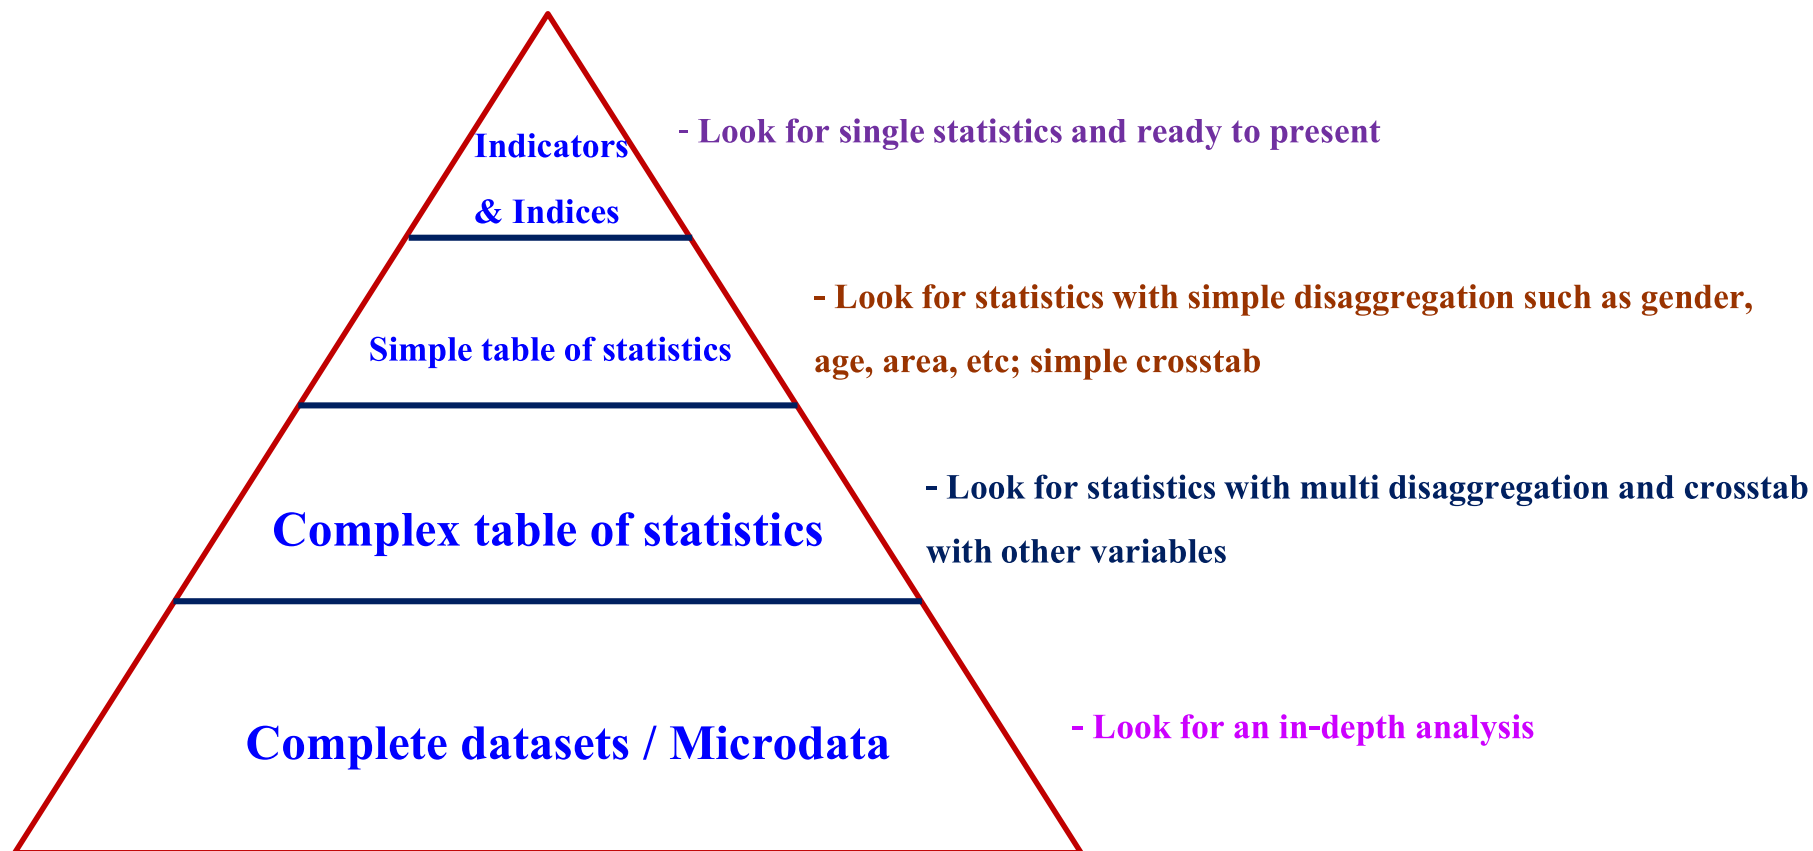 Indicators
& Indices
- Look for single statistics and ready to present
Simple table of statistics
- Look for statistics with simple disaggregation such as gender,
age, area, etc; simple crosstab
Complex table of statistics
- Look for statistics with multi disaggregation and crosstab
with other variables
Complete datasets / Microdata
- Look for an in-depth analysis